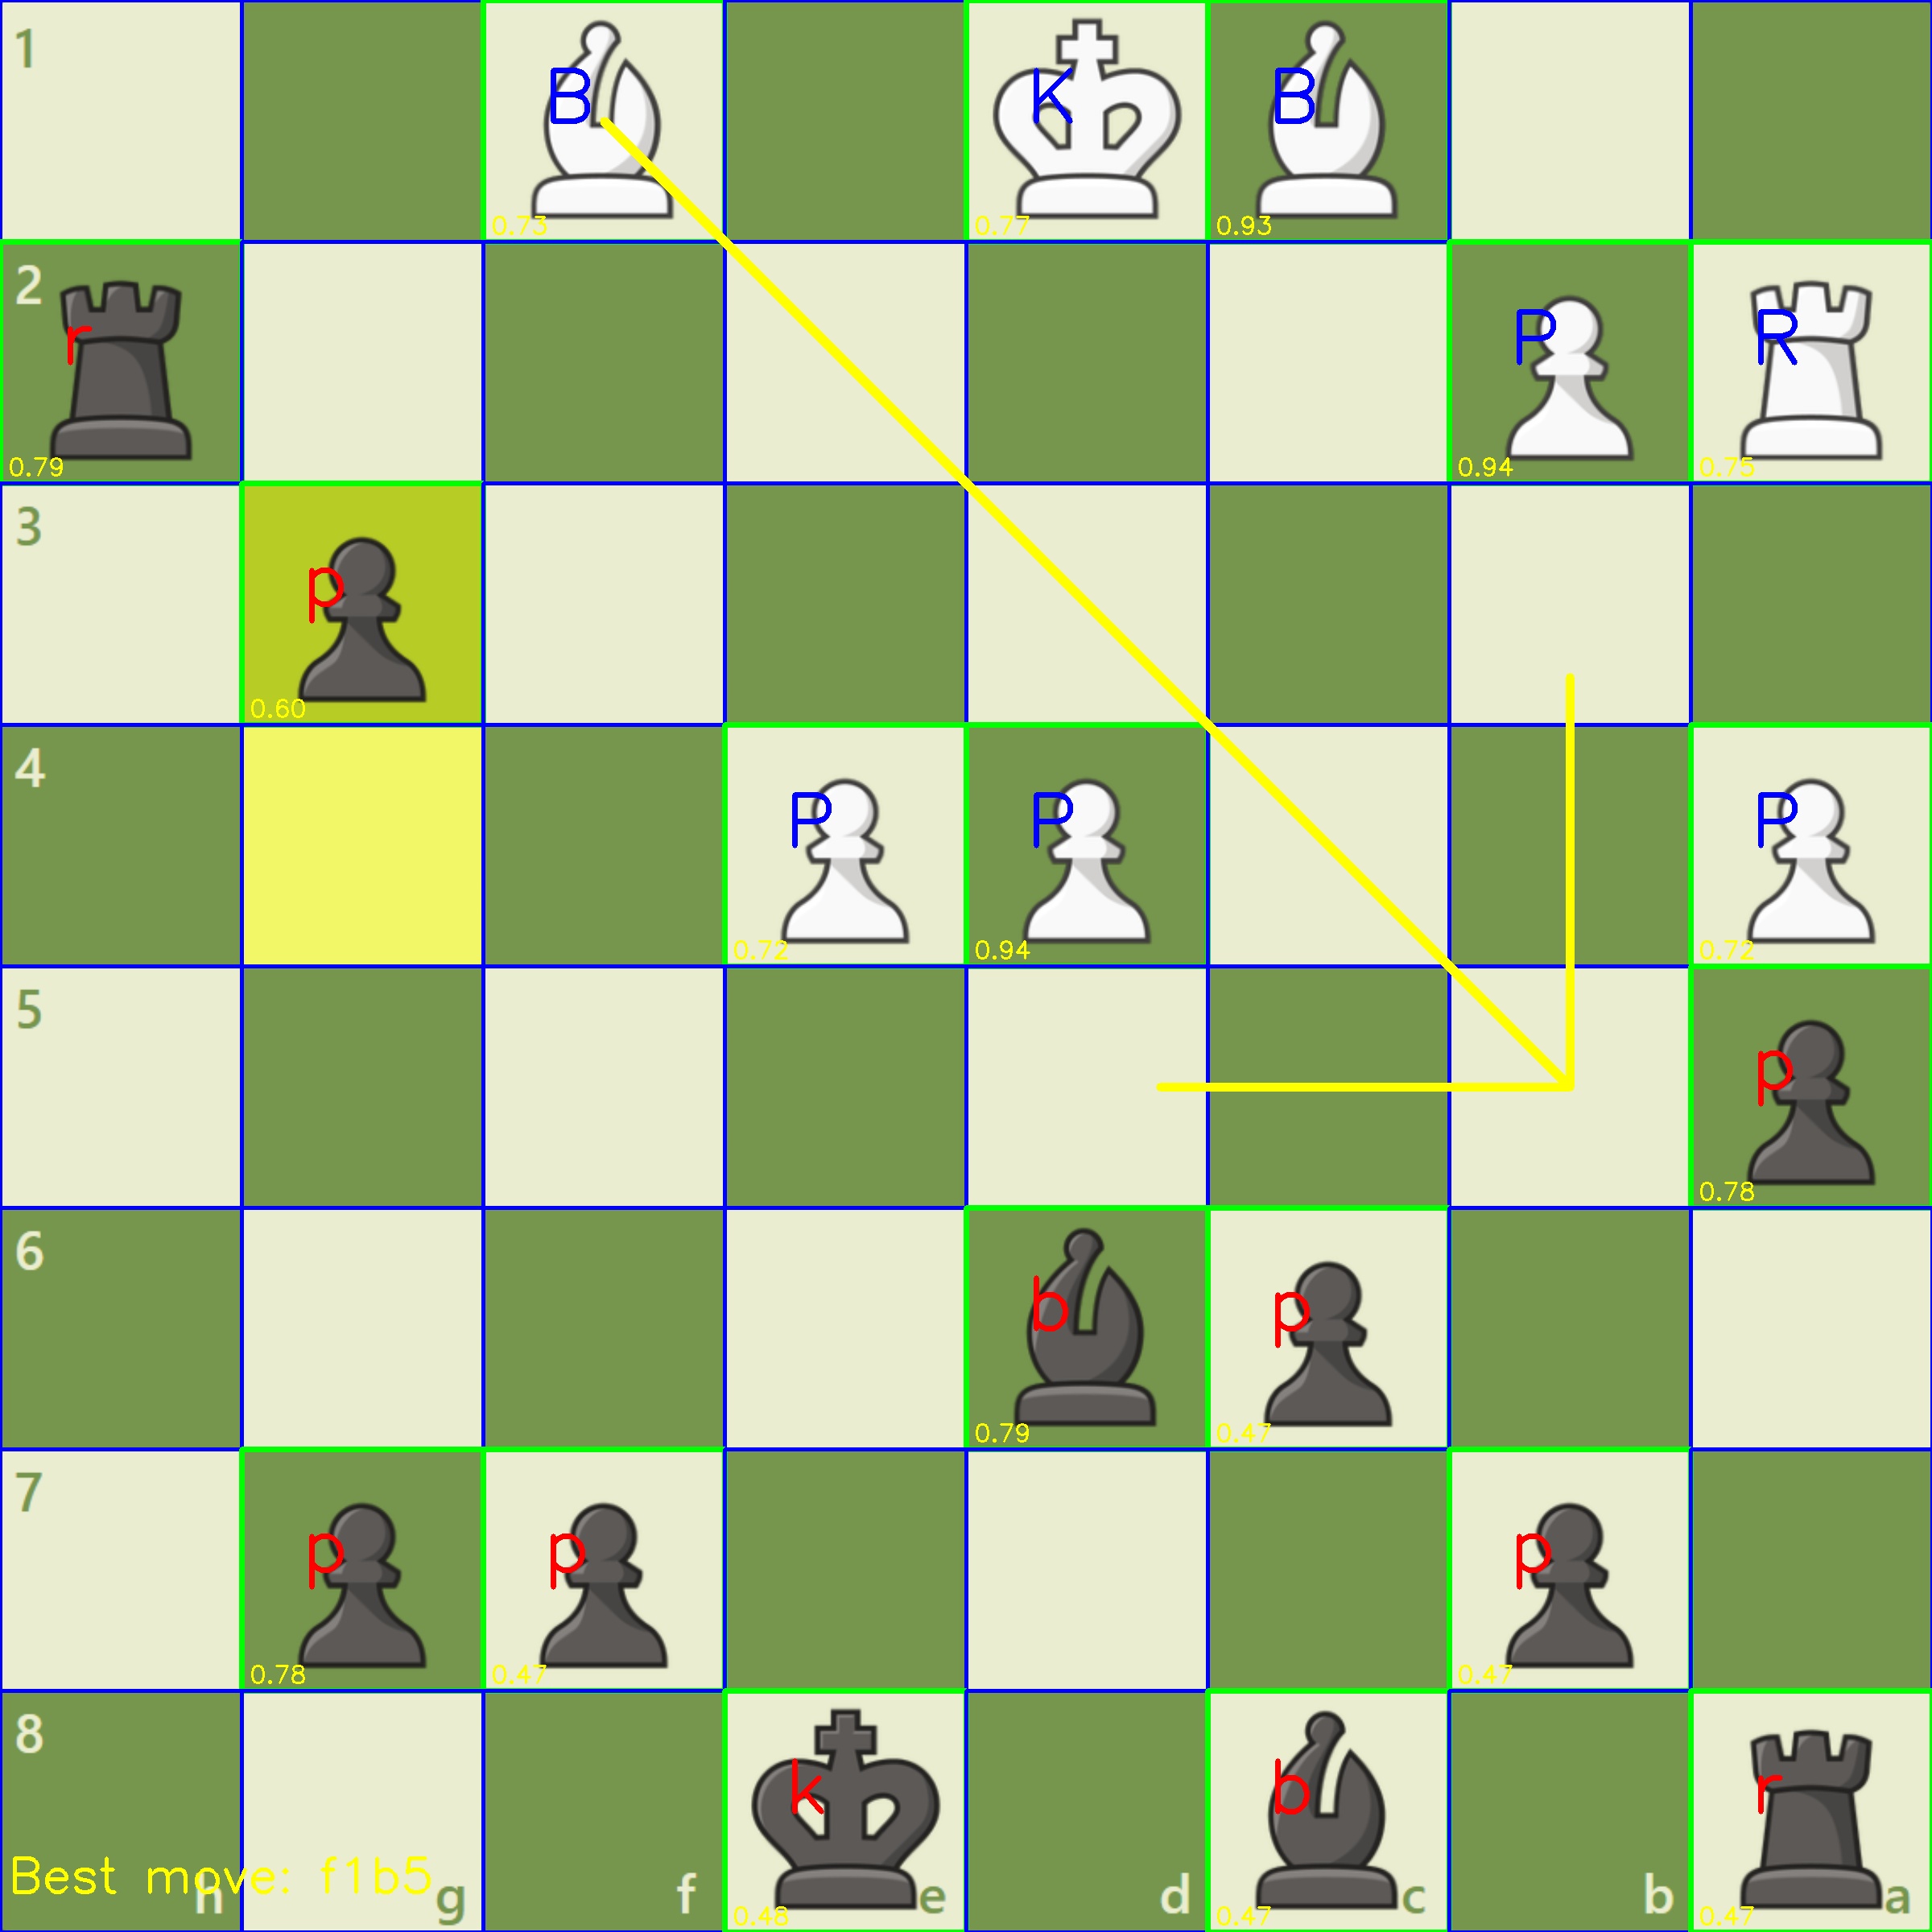 1 B K B
0.73 0.77 0.93
2 r P R
0.79 0.94 0.75
3 p
0.60
4 P P P
0.72 0.94 0.72
5 p
0.78
6 b p
0.79 0.47
7 p p p
0.78 0.47 0.47
8 k b r
Best move: f1b5
h g f e d c b a
0.48 0.47 0.47